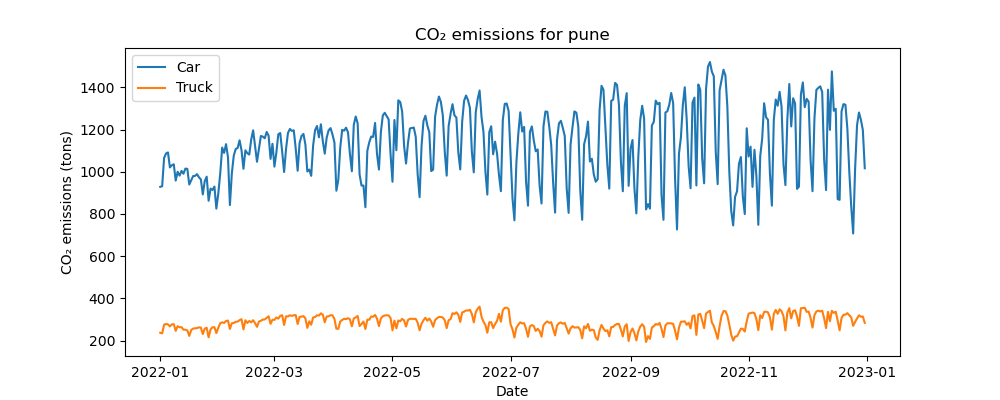 CO₂ emissions for pune
Car
Truck
CO₂ emissions (tons)
1400
1200
1000
800
600
400
200
2022-01
2022-03
2022-05
2022-07
2022-09
2022-11
2023-01
Date